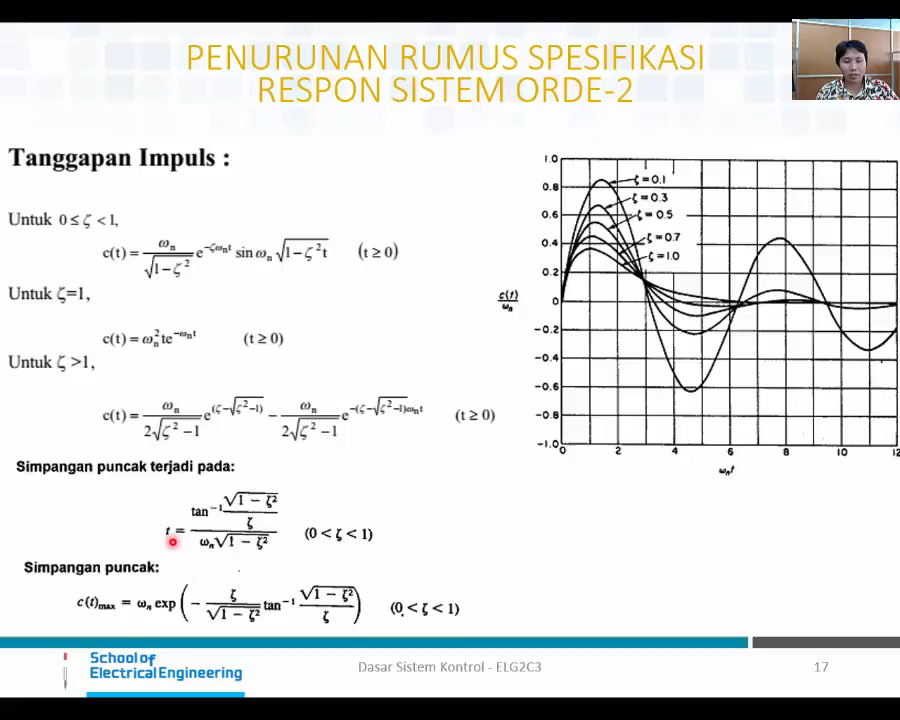 PENURUNAN RUMUS SPESIFIKASI
RESPON SISTEM ORDE-2
Tanggapan Impuls :
Untuk 0 ≤ ζ < 1,
c(t) = ωₙ/√(1−ζ²) e^(−ζωₙt) sin ωₙ √(1−ζ²) t (t ≥ 0)
Untuk ζ=1,
c(t) = ωₙ² te^(−ωₙt) (t ≥ 0)
Untuk ζ >1,
c(t) = ωₙ/(2√(ζ²−1)) e^((ζ−√(ζ²−1)) − ωₙ/(2√(ζ²−1)) e^(−(ζ−√(ζ²−1))ωₙt) (t ≥ 0)
Simpangan puncak terjadi pada:
t = (tan⁻¹ (√(1 − ζ²)/ζ))/(ωₙ√(1 − ζ²)) (0 < ζ < 1)
Simpangan puncak:
c(t)max = ωₙ exp (− ζ/√(1 − ζ²) tan⁻¹ √(1 − ζ²)/ζ) (0 < ζ < 1)
1.0
0.8
0.6
0.4
0.2
0
−0.2
−0.4
−0.6
−0.8
−1.0
c(t)/ωₙ
ζ = 0.1
ζ = 0.3
ζ = 0.5
ζ = 0.7
ζ = 1.0
0 2 4 6 8 10 12
ωₙt
School of
Electrical Engineering
Dasar Sistem Kontrol - ELG2C3
17